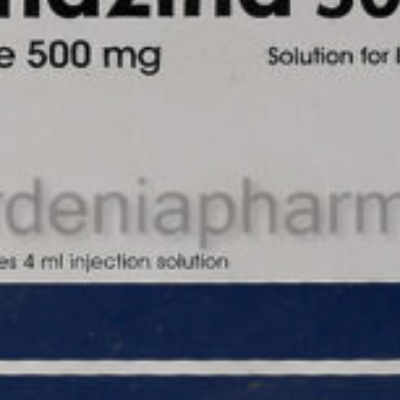 e 500 mg
Solution for
rdeniapharm
es 4 ml injection solution